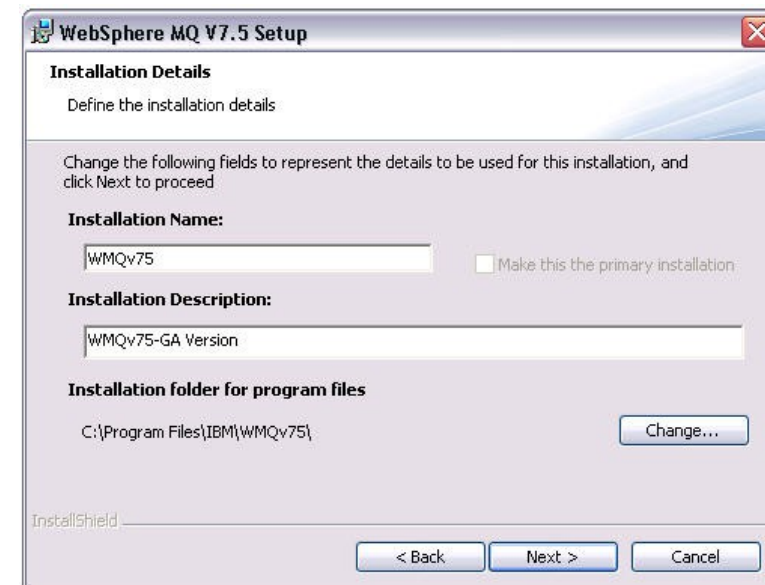 WebSphere MQ V7.5 Setup
Installation Details
Define the installation details
Change the following fields to represent the details to be used for this installation, and
click Next to proceed
Installation Name:
WMQv75
Make this the primary installation
Installation Description:
WMQv75-GA Version
Installation folder for program files
C:\Program Files\IBM\WMQv75\
Change...
InstallShield
< Back
Next >
Cancel